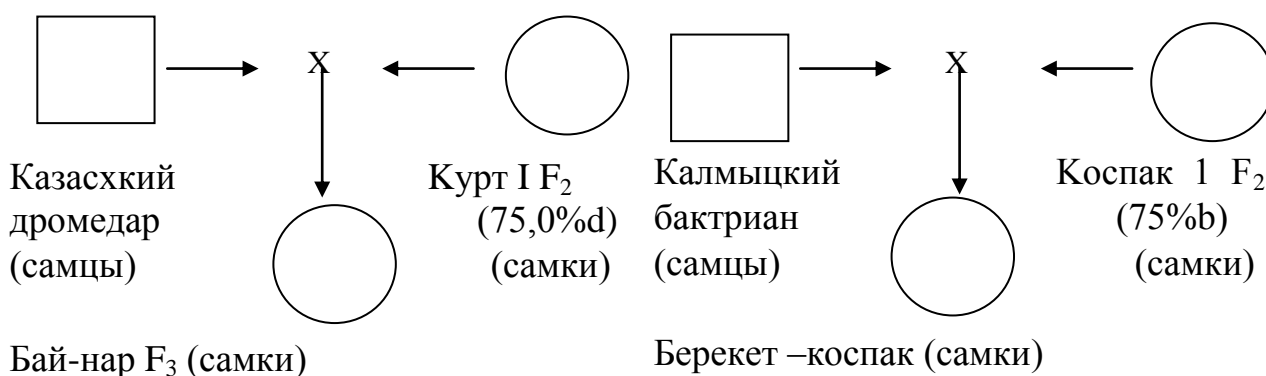 X X
Казасхкий дромедар (самцы)
Курт I F₂ (75,0%d) (самки)
Калмыцкий бактриан (самцы)
Коспак 1 F₂ (75%b) (самки)
Бай-нар F₃ (самки)
Берекет –коспак (самки)